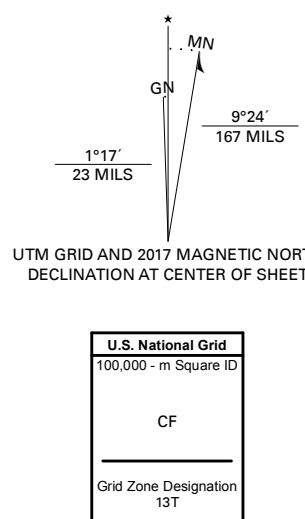 ★
MN
GN
9°24´
167 MILS
1°17´
23 MILS
UTM GRID AND 2017 MAGNETIC NORT
DECLINATION AT CENTER OF SHEET
U.S. National Grid
100,000 - m Square ID
CF
Grid Zone Designation
13T